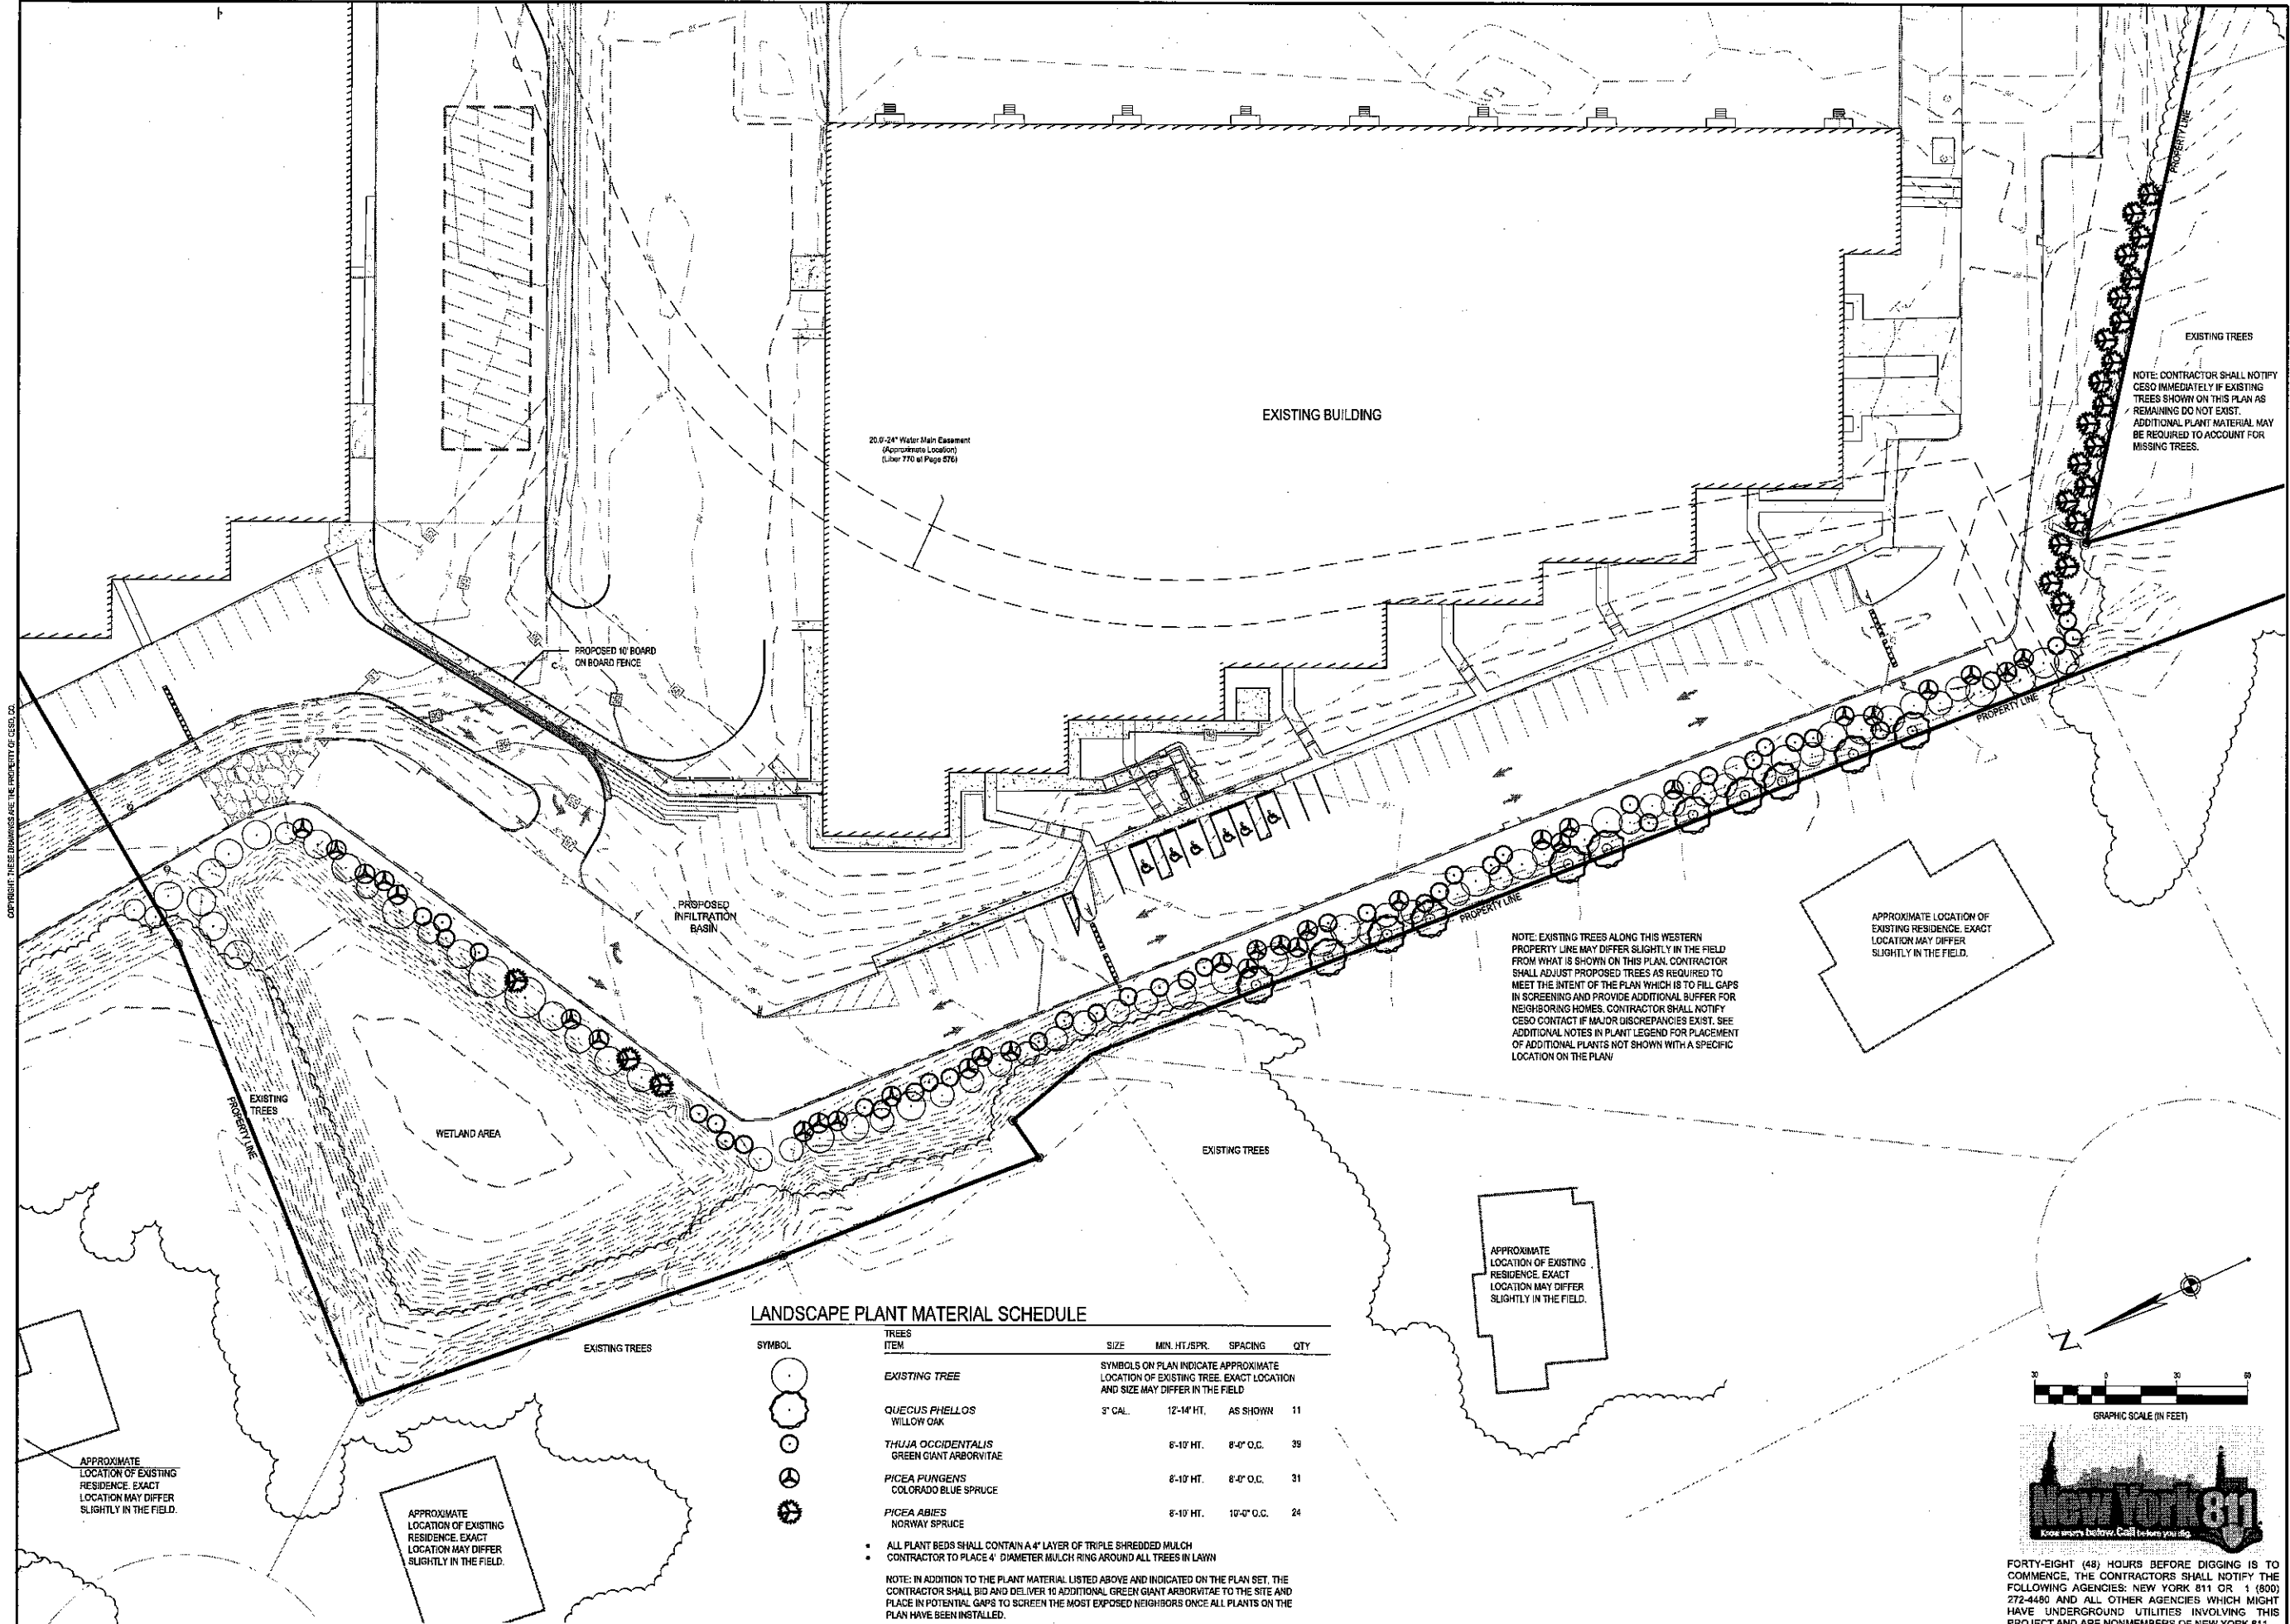 PROPERTY LINE
EXISTING TREES
NOTE: CONTRACTOR SHALL NOTIFY
CESO IMMEDIATELY IF EXISTING
TREES SHOWN ON THIS PLAN AS
REMAINING DO NOT EXIST.
ADDITIONAL PLANT MATERIAL MAY
BE REQUIRED TO ACCOUNT FOR
MISSING TREES.
EXISTING BUILDING
20.0'-24" Water Main Easement
(Approximate Location)
(Liber 770 at Page 576)
PROPOSED 10' BOARD
ON BOARD FENCE
COPYRIGHT: THESE DRAWINGS ARE THE PROPERTY OF CESO, CO.
PROPERTY LINE
PROPOSED
INFILTRATION
BASIN
PROPERTY LINE
NOTE: EXISTING TREES ALONG THIS WESTERN
PROPERTY LINE MAY DIFFER SLIGHTLY IN THE FIELD
FROM WHAT IS SHOWN ON THIS PLAN. CONTRACTOR
SHALL ADJUST PROPOSED TREES AS REQUIRED TO
MEET THE INTENT OF THE PLAN WHICH IS TO FILL GAPS
IN SCREENING AND PROVIDE ADDITIONAL BUFFER FOR
NEIGHBORING HOMES. CONTRACTOR SHALL NOTIFY
CESO CONTACT IF MAJOR DISCREPANCIES EXIST. SEE
ADDITIONAL NOTES IN PLANT LEGEND FOR PLACEMENT
OF ADDITIONAL PLANTS NOT SHOWN WITH A SPECIFIC
LOCATION ON THE PLAN/
APPROXIMATE LOCATION OF
EXISTING RESIDENCE. EXACT
LOCATION MAY DIFFER
SLIGHTLY IN THE FIELD.
EXISTING
TREES
PROPERTY LINE
WETLAND AREA
EXISTING TREES
APPROXIMATE
LOCATION OF EXISTING
RESIDENCE. EXACT
LOCATION MAY DIFFER
SLIGHTLY IN THE FIELD.
EXISTING TREES
APPROXIMATE
LOCATION OF EXISTING
RESIDENCE. EXACT
LOCATION MAY DIFFER
SLIGHTLY IN THE FIELD.
APPROXIMATE
LOCATION OF EXISTING
RESIDENCE. EXACT
LOCATION MAY DIFFER
SLIGHTLY IN THE FIELD.
LANDSCAPE PLANT MATERIAL SCHEDULE
TREES
SYMBOL ITEM SIZE MIN. HT./SPR. SPACING QTY
EXISTING TREE
SYMBOLS ON PLAN INDICATE APPROXIMATE
LOCATION OF EXISTING TREE. EXACT LOCATION
AND SIZE MAY DIFFER IN THE FIELD
QUECUS PHELLOS 3" CAL. 12'-14' HT. AS SHOWN 11
WILLOW OAK
THUJA OCCIDENTALIS 8'-10' HT. 8'-0" O.C. 39
GREEN GIANT ARBORVITAE
PICEA PUNGENS 8'-10' HT. 8'-0" O.C. 31
COLORADO BLUE SPRUCE
PICEA ABIES 8'-10' HT. 10'-0" O.C. 24
NORWAY SPRUCE
• ALL PLANT BEDS SHALL CONTAIN A 4" LAYER OF TRIPLE SHREDDED MULCH
• CONTRACTOR TO PLACE 4' DIAMETER MULCH RING AROUND ALL TREES IN LAWN
NOTE: IN ADDITION TO THE PLANT MATERIAL LISTED ABOVE AND INDICATED ON THE PLAN SET, THE
CONTRACTOR SHALL BID AND DELIVER 10 ADDITIONAL GREEN GIANT ARBORVITAE TO THE SITE AND
PLACE IN POTENTIAL GAPS TO SCREEN THE MOST EXPOSED NEIGHBORS ONCE ALL PLANTS ON THE
PLAN HAVE BEEN INSTALLED.
N
30 0 30 60
GRAPHIC SCALE (IN FEET)
New York 811
Know what's below. Call before you dig.
FORTY-EIGHT (48) HOURS BEFORE DIGGING IS TO
COMMENCE, THE CONTRACTORS SHALL NOTIFY THE
FOLLOWING AGENCIES: NEW YORK 811 OR 1 (800)
272-4480 AND ALL OTHER AGENCIES WHICH MIGHT
HAVE UNDERGROUND UTILITIES INVOLVING THIS
PROJECT AND ARE NONMEMBERS OF NEW YORK 811.